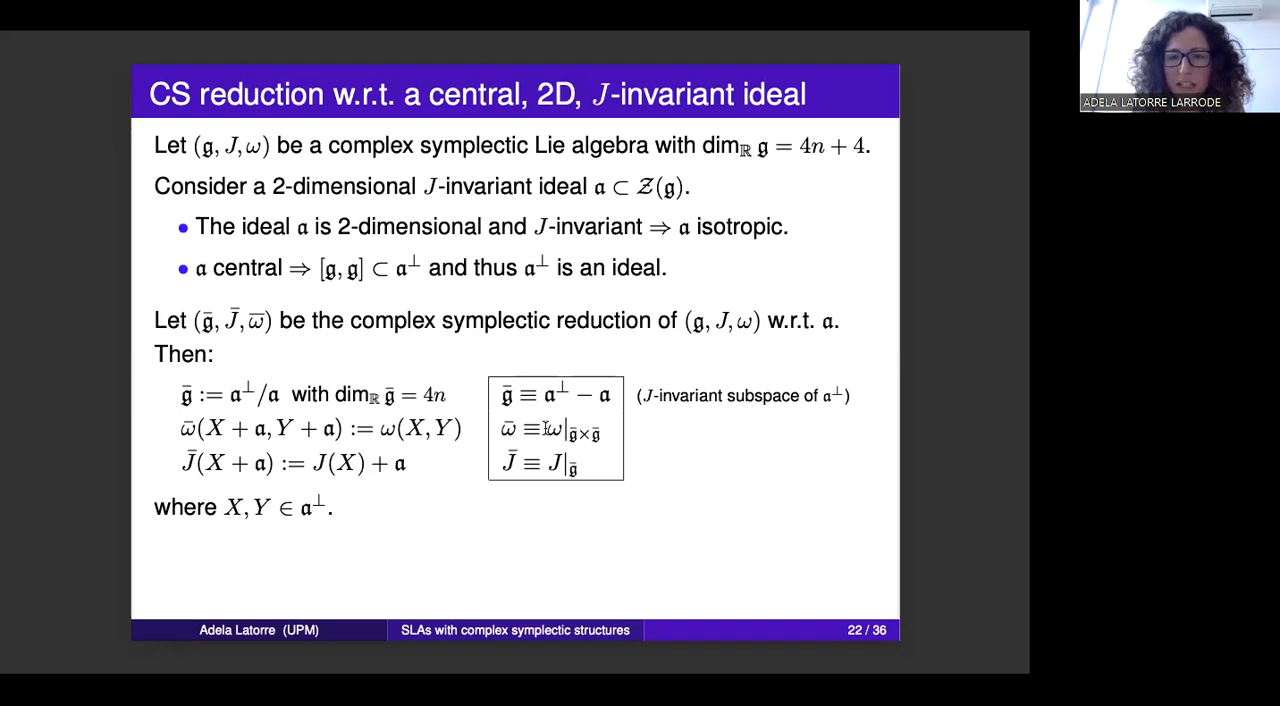 CS reduction w.r.t. a central, 2D, J-invariant ideal
ADELA LATORRE LARRODE
Let (𝔤, J, ω) be a complex symplectic Lie algebra with dim_ℝ 𝔤 = 4n + 4.
Consider a 2-dimensional J-invariant ideal 𝔞 ⊂ 𝒵(𝔤).
• The ideal 𝔞 is 2-dimensional and J-invariant ⇒ 𝔞 isotropic.
• 𝔞 central ⇒ [𝔤, 𝔤] ⊂ 𝔞^⊥ and thus 𝔞^⊥ is an ideal.
Let (𝔤̄, J̄, ω̄) be the complex symplectic reduction of (𝔤, J, ω) w.r.t. 𝔞.
Then:
𝔤̄ := 𝔞^⊥/𝔞 with dim_ℝ 𝔤̄ = 4n 𝔤̄ ≡ 𝔞^⊥ − 𝔞 (J-invariant subspace of 𝔞^⊥)
ω̄(X + 𝔞, Y + 𝔞) := ω(X, Y) ω̄ ≡ ω|_{𝔤̄×𝔤̄}
J̄(X + 𝔞) := J(X) + 𝔞 J̄ ≡ J|_𝔤̄
where X, Y ∈ 𝔞^⊥.
Adela Latorre (UPM) SLAs with complex symplectic structures 22 / 36